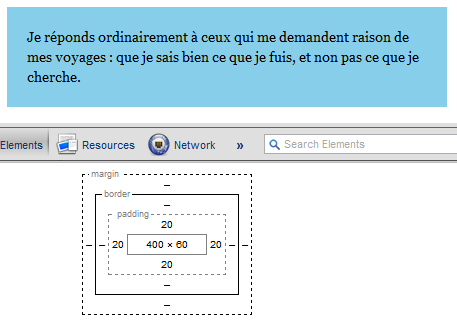 Je réponds ordinairement à ceux qui me demandent raison de
mes voyages : que je sais bien ce que je fuis, et non pas ce que je
cherche.
Elements Resources Network » Search Elements
margin
–
border
–
padding
20
– – 20 400 × 60 20 – –
20
–
–